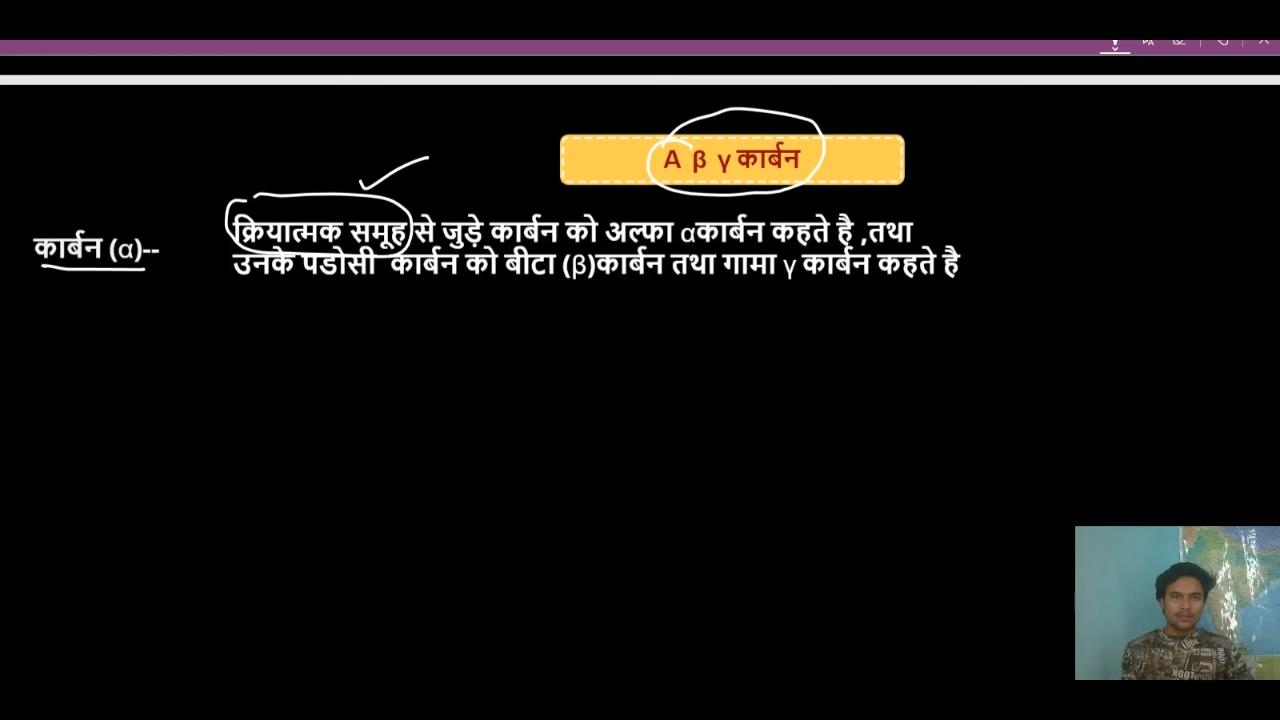 A β γ कार्बन
कार्बन (α)-- क्रियात्मक समूह से जुड़े कार्बन को अल्फा αकार्बन कहते है ,तथा
उनके पडोसी कार्बन को बीटा (β)कार्बन तथा गामा γ कार्बन कहते है